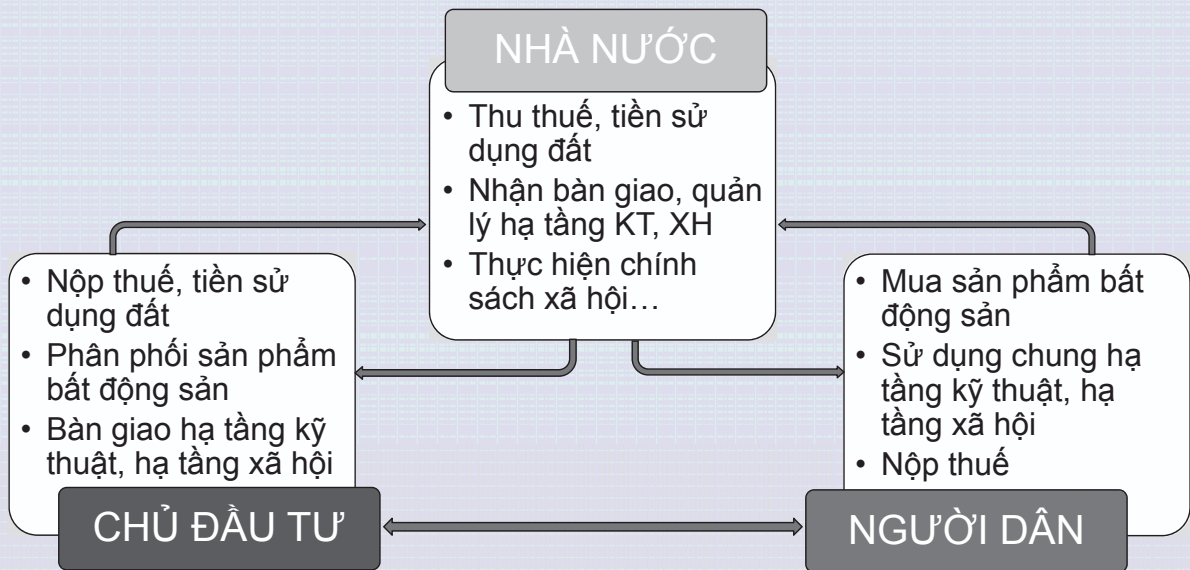 NHÀ NƯỚC
• Thu thuế, tiền sử
dụng đất
• Nhận bàn giao, quản
lý hạ tầng KT, XH
• Thực hiện chính
sách xã hội…
• Nộp thuế, tiền sử
dụng đất
• Phân phối sản phẩm
bất động sản
• Bàn giao hạ tầng kỹ
thuật, hạ tầng xã hội
CHỦ ĐẦU TƯ
• Mua sản phẩm bất
động sản
• Sử dụng chung hạ
tầng kỹ thuật, hạ
tầng xã hội
• Nộp thuế
NGƯỜI DÂN